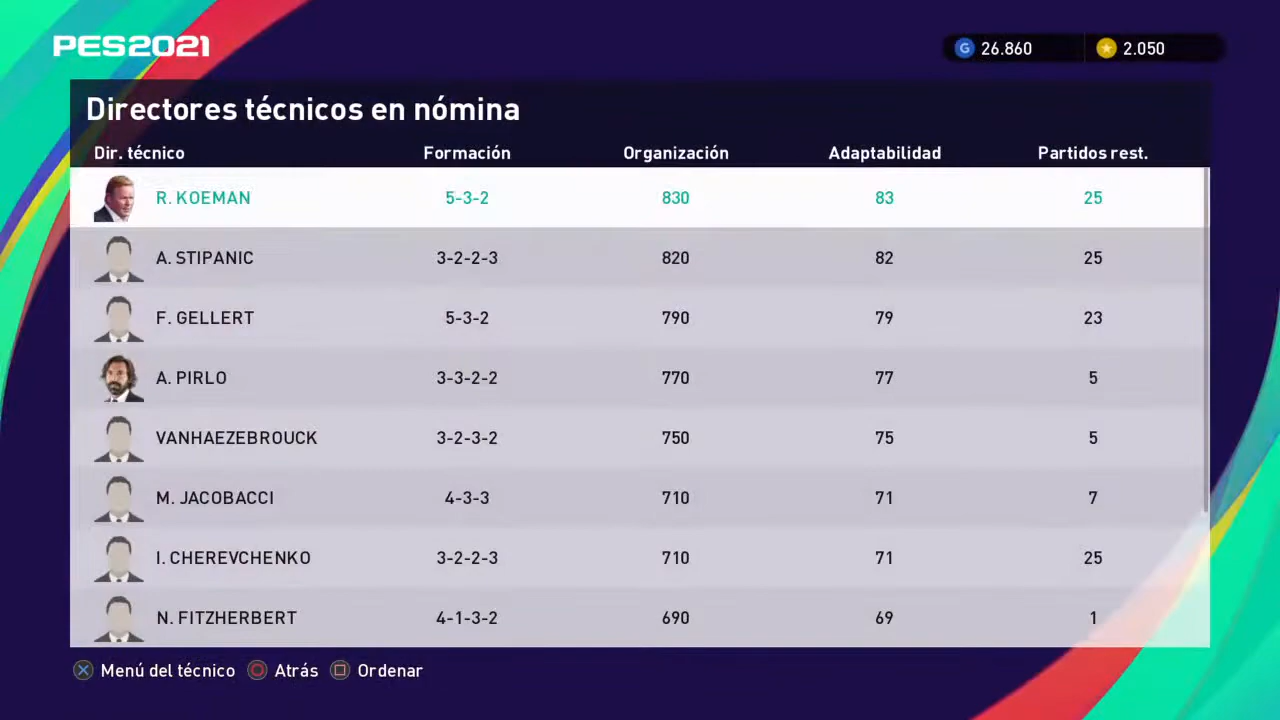 PES2021
G 26.860 2.050
Directores técnicos en nómina
Dir. técnico Formación Organización Adaptabilidad Partidos rest.
R. KOEMAN 5-3-2 830 83 25
A. STIPANIC 3-2-2-3 820 82 25
F. GELLERT 5-3-2 790 79 23
A. PIRLO 3-3-2-2 770 77 5
VANHAEZEBROUCK 3-2-3-2 750 75 5
M. JACOBACCI 4-3-3 710 71 7
I. CHEREVCHENKO 3-2-2-3 710 71 25
N. FITZHERBERT 4-1-3-2 690 69 1
Menú del técnico Atrás Ordenar